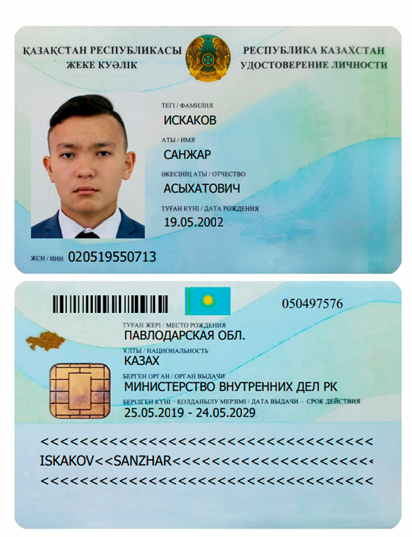 ҚАЗАҚСТАН РЕСПУБЛИКАСЫ
ЖЕКЕ КУӘЛІК
РЕСПУБЛИКА КАЗАХСТАН
УДОСТОВЕРЕНИЕ ЛИЧНОСТИ
ТЕГІ / ФАМИЛИЯ
ИСКАКОВ
АТЫ / ИМЯ
САНЖАР
ӘКЕСІНІҢ АТЫ / ОТЧЕСТВО
АСЫХАТОВИЧ
ТУҒАН КҮНІ / ДАТА РОЖДЕНИЯ
19.05.2002
ЖСН / ИИН 020519550713
050497576
ТУҒАН ЖЕРІ / МЕСТО РОЖДЕНИЯ
ПАВЛОДАРСКАЯ ОБЛ.
ҰЛТЫ / НАЦИОНАЛЬНОСТЬ
КАЗАХ
БЕРГЕН ОРГАН / ОРГАН ВЫДАЧИ
МИНИСТЕРСТВО ВНУТРЕННИХ ДЕЛ РК
БЕРІЛГЕН КҮНІ - ҚОЛДАНЫЛУ МЕРЗІМІ / ДАТА ВЫДАЧИ - СРОК ДЕЙСТВИЯ
25.05.2019 - 24.05.2029
<<<<<<<<<<<<<<<<<<<<<<<<<<<<<<
ISKAKOV<<SANZHAR<<<<<<<<<<<<<<<
<<<<<<<<<<<<<<<<<<<<<<<<<<<<<<